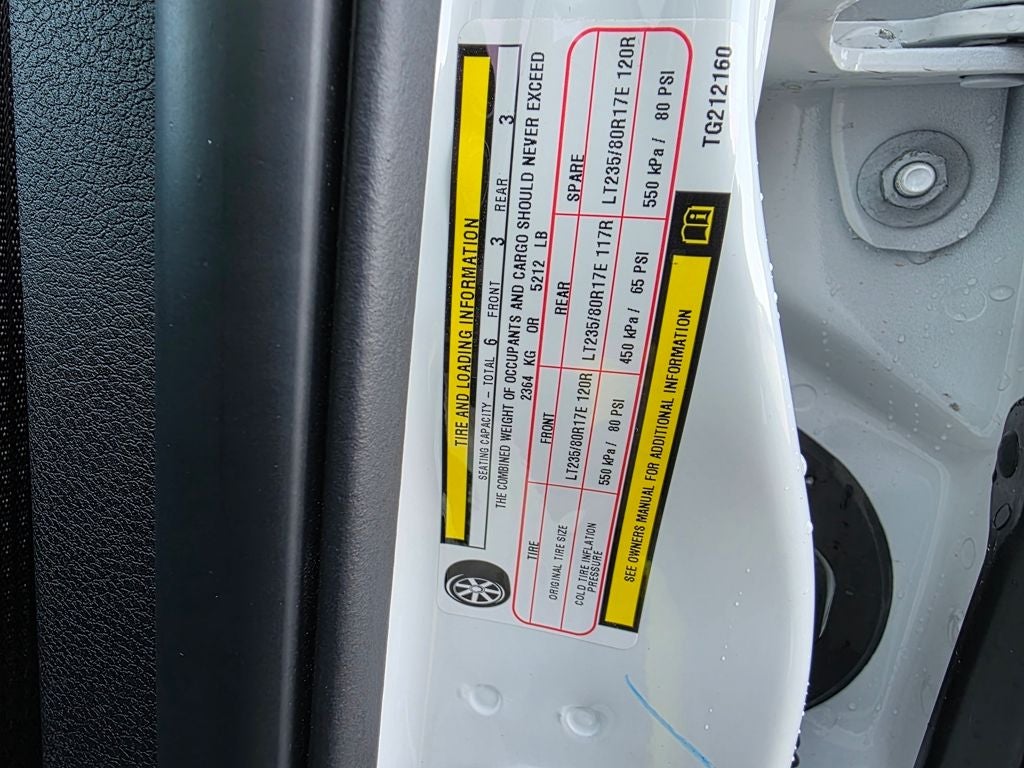 TIRE AND LOADING INFORMATION
SEATING CAPACITY - TOTAL 6 FRONT 3 REAR 3
THE COMBINED WEIGHT OF OCCUPANTS AND CARGO SHOULD NEVER EXCEED
2364 KG OR 5212 LB
TIRE FRONT REAR SPARE
ORIGINAL TIRE SIZE LT235/80R17E 120R LT235/80R17E 117R LT235/80R17E 120R
COLD TIRE INFLATION PRESSURE 550 kPa / 80 PSI 450 kPa / 65 PSI 550 kPa / 80 PSI
SEE OWNERS MANUAL FOR ADDITIONAL INFORMATION
TG212160